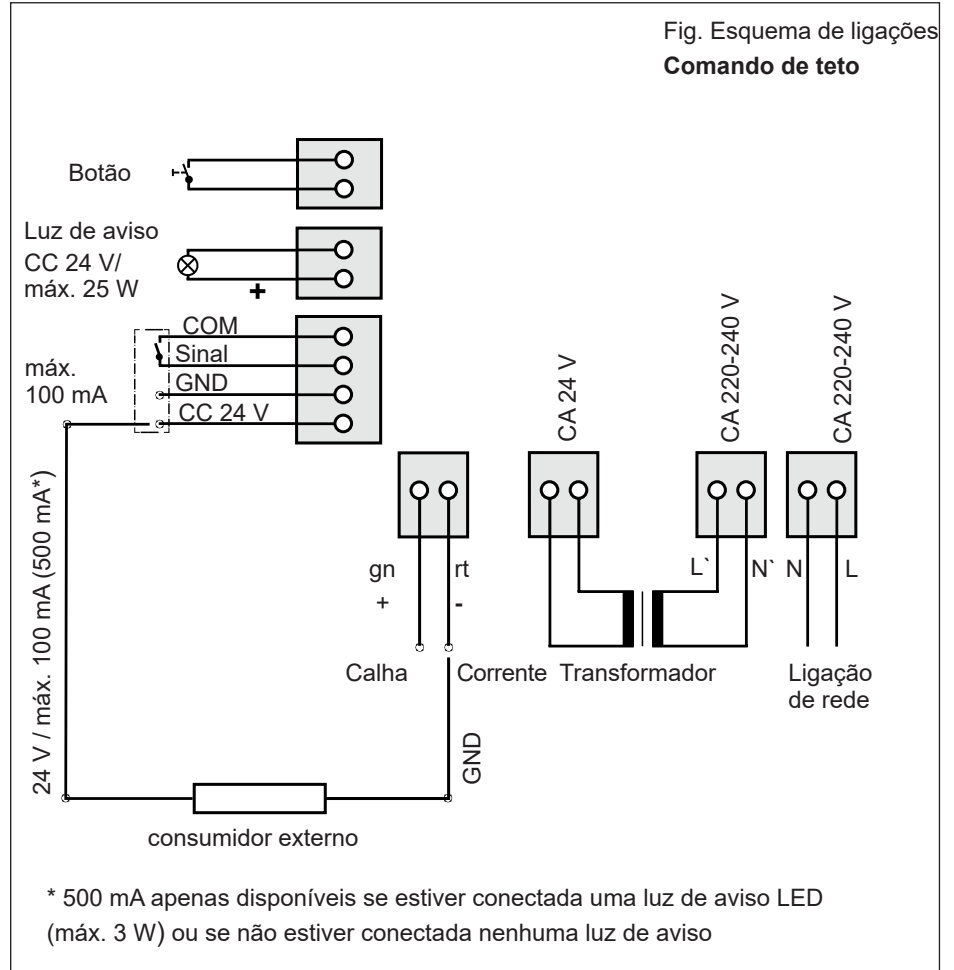 Fig. Esquema de ligações
Comando de teto
Botão
Luz de aviso
CC 24 V/
máx. 25 W
+
COM
Sinal
GND
CC 24 V
máx.
100 mA
24 V / máx. 100 mA (500 mA*)
CA 24 V
CA 220-240 V
CA 220-240 V
gn
rt
+
-
L`
N`
N
L
Calha
Corrente
Transformador
Ligação
de rede
GND
consumidor externo
* 500 mA apenas disponíveis se estiver conectada uma luz de aviso LED
(máx. 3 W) ou se não estiver conectada nenhuma luz de aviso